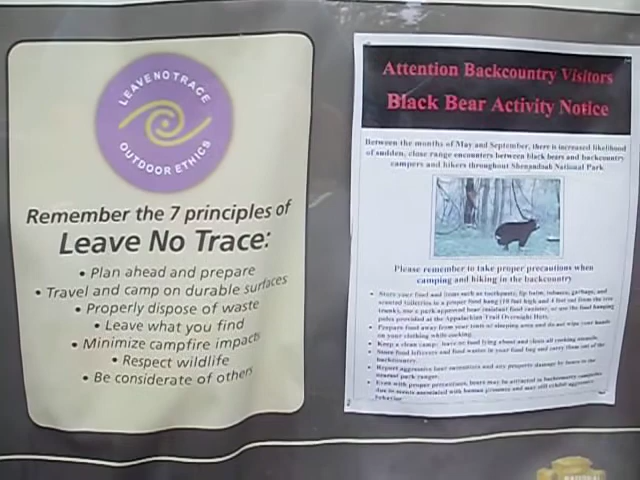 LEAVE NO TRACE
OUTDOOR ETHICS
Remember the 7 principles of
Leave No Trace:
• Plan ahead and prepare
• Travel and camp on durable surfaces
• Properly dispose of waste
• Leave what you find
• Minimize campfire impacts
• Respect wildlife
• Be considerate of others
Attention Backcountry Visitors
Black Bear Activity Notice
Between the months of May and September, there is increased likelihood
of sudden, close range encounters between black bears and backcountry
campers and hikers throughout Shenandoah National Park.
Please remember to take proper precautions when
camping and hiking in the backcountry
• Store your food and items such as toothpaste, lip balm, tobacco, garbage, and
scented toiletries in a proper food hang (10 feet high and 4 feet out from the tree
trunk), use a park approved bear resistant food canister, or use the food hanging
poles provided at the Appalachian Trail Overnight Huts.
• Prepare food away from your tent or sleeping area and do not wipe your hands
on your clothing while cooking.
• Keep a clean camp; leave no food lying about and clean all cooking utensils.
• Store food leftovers and food waste in your food bag and carry them out of the
backcountry.
• Report aggressive bear encounters and any property damage by bears to the
nearest park ranger.
• Even with proper precautions, bears may be attracted to backcountry campsites
due to scents associated with human presence and may still exhibit aggressive
behavior.
NATIONAL